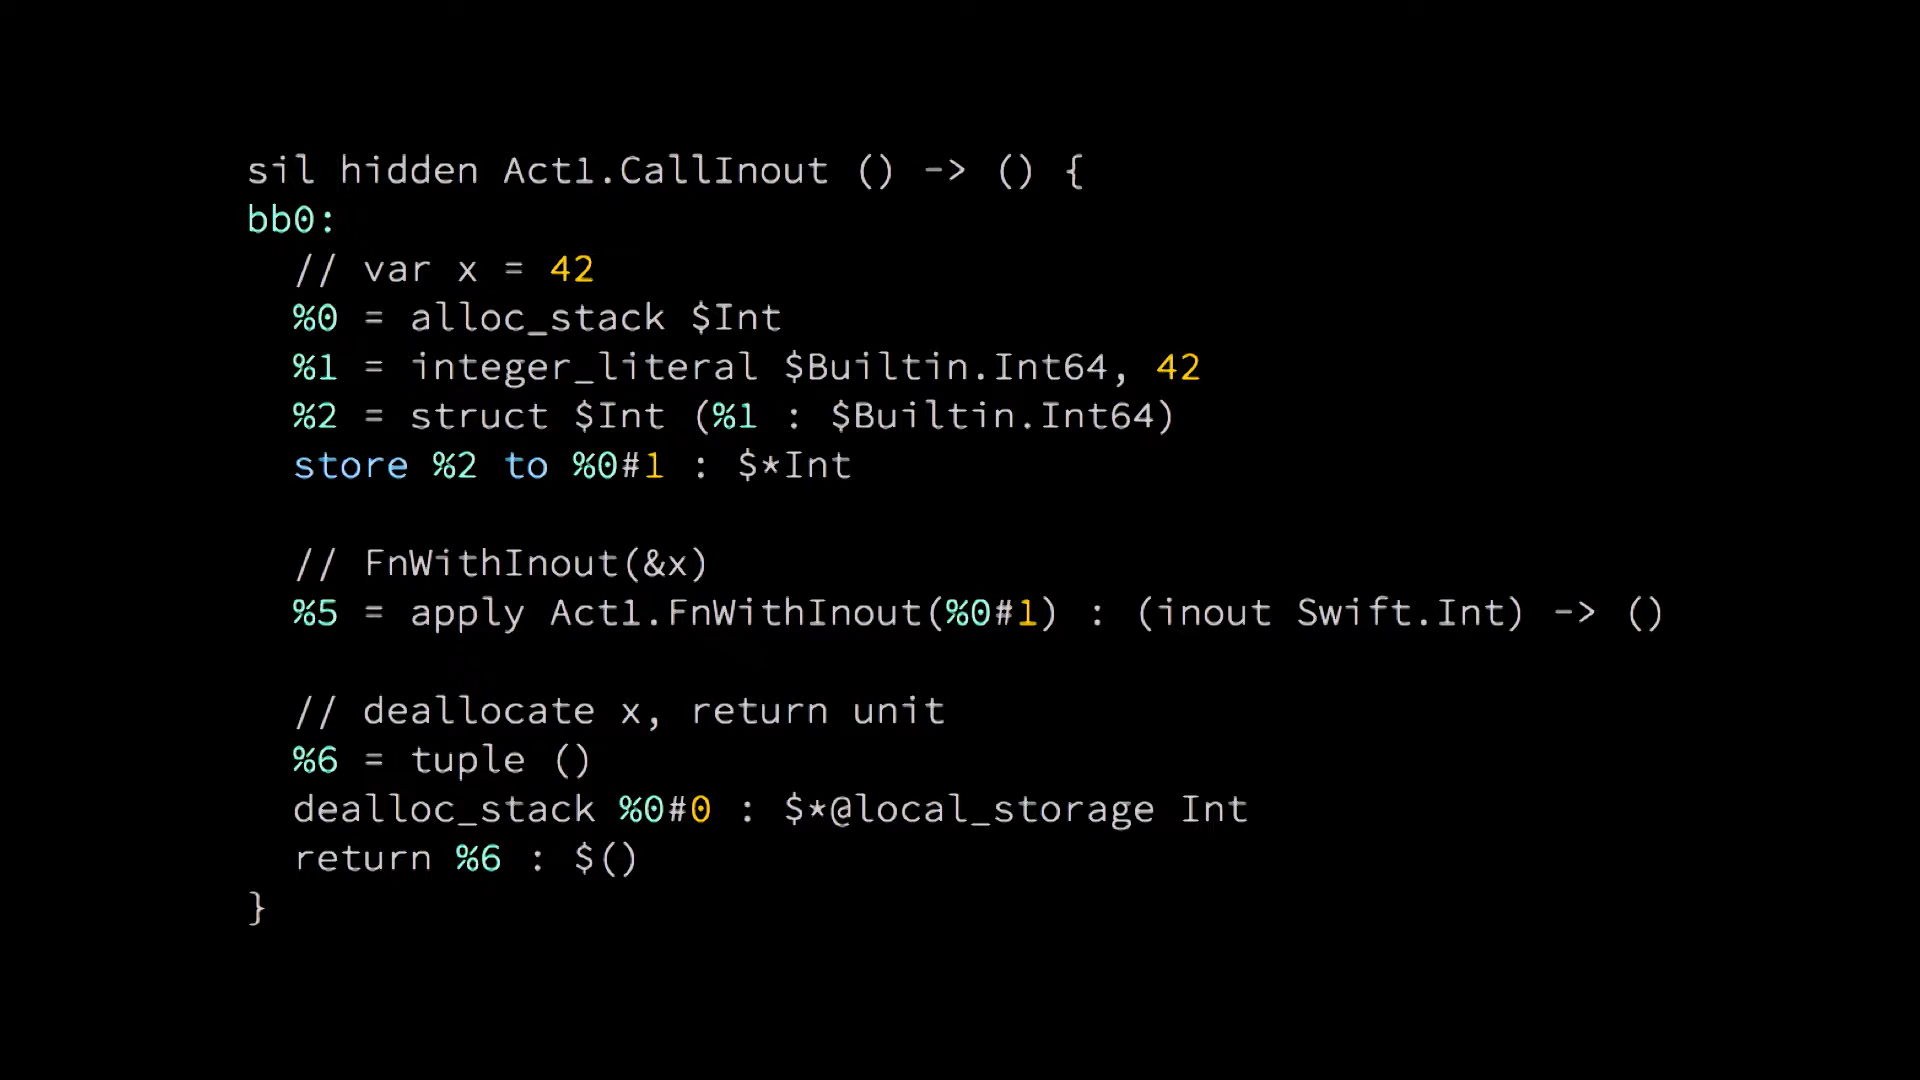 sil hidden Act1.CallInout () -> () {
bb0:
// var x = 42
%0 = alloc_stack $Int
%1 = integer_literal $Builtin.Int64, 42
%2 = struct $Int (%1 : $Builtin.Int64)
store %2 to %0#1 : $*Int
// FnWithInout(&x)
%5 = apply Act1.FnWithInout(%0#1) : (inout Swift.Int) -> ()
// deallocate x, return unit
%6 = tuple ()
dealloc_stack %0#0 : $*@local_storage Int
return %6 : $()
}